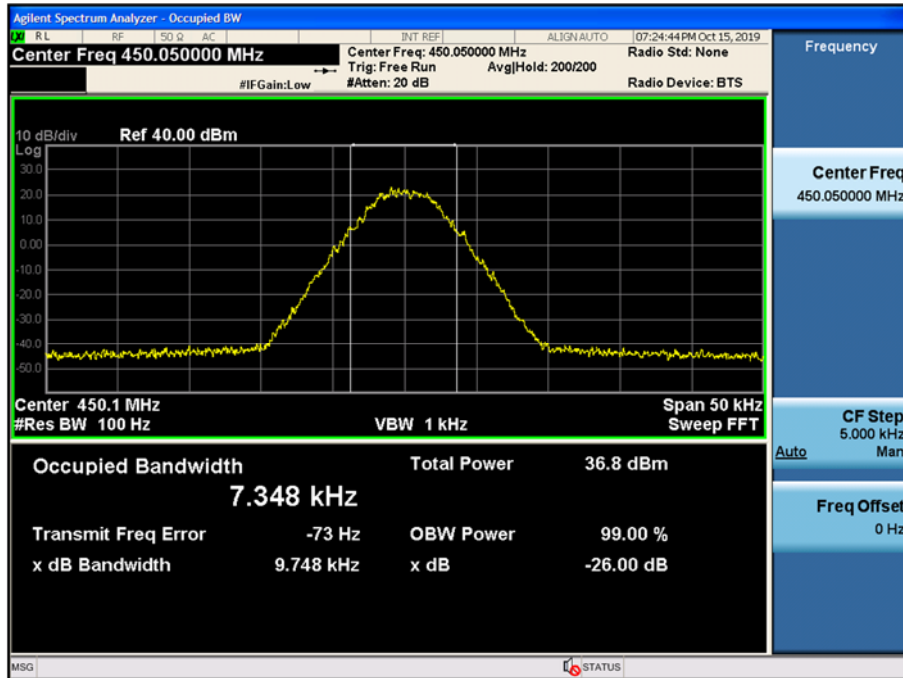 Agilent Spectrum Analyzer - Occupied BW
LXI RL RF 50 Ω AC INT REF ALIGN AUTO 07:24:44 PM Oct 15, 2019
Center Freq 450.050000 MHz Center Freq: 450.050000 MHz Radio Std: None
Trig: Free Run Avg|Hold: 200/200
#IFGain:Low #Atten: 20 dB Radio Device: BTS
Frequency
10 dB/div Ref 40.00 dBm
Log
30.0
20.0
10.0
0.00
-10.0
-20.0
-30.0
-40.0
-50.0
Center 450.1 MHz Span 50 kHz
#Res BW 100 Hz VBW 1 kHz Sweep FFT
Occupied Bandwidth Total Power 36.8 dBm
7.348 kHz
Transmit Freq Error -73 Hz OBW Power 99.00 %
x dB Bandwidth 9.748 kHz x dB -26.00 dB
Center Freq
450.050000 MHz
CF Step
5.000 kHz
Auto Man
Freq Offset
0 Hz
MSG STATUS